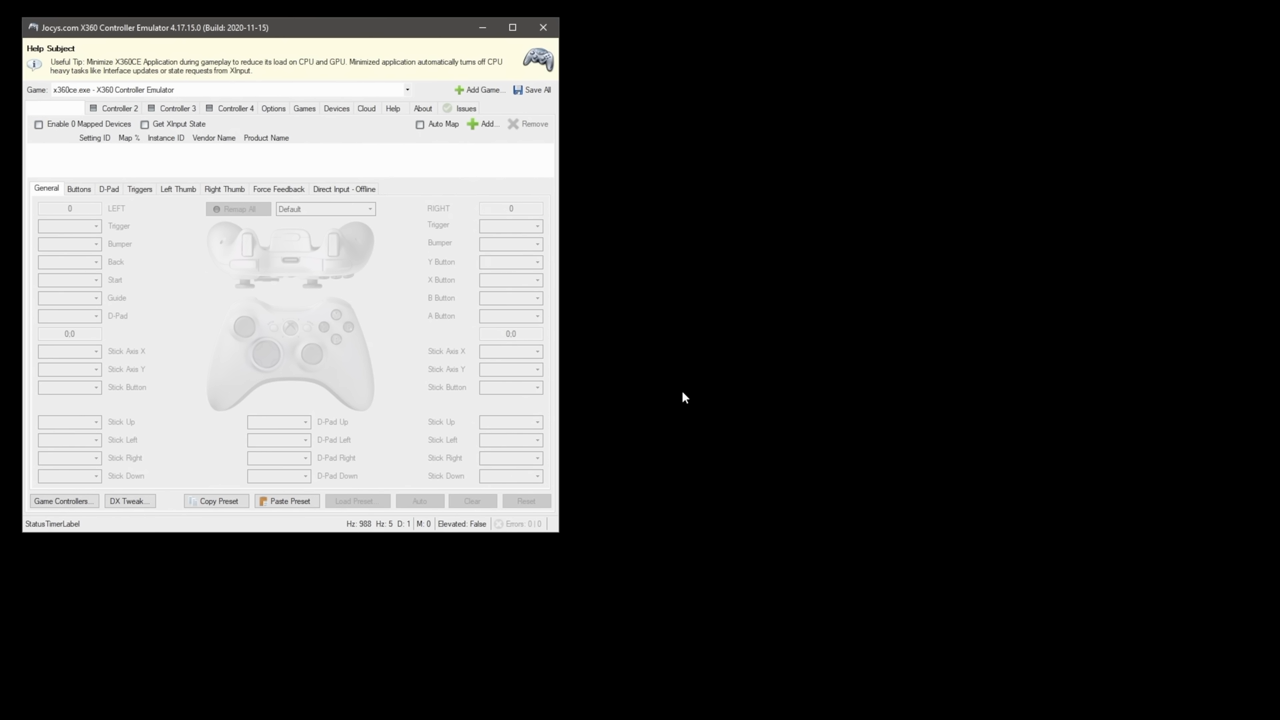 Jocys.com X360 Controller Emulator 4.17.15.0 (Build: 2020-11-15)
Help Subject
Useful Tip: Minimize X360CE Application during gameplay to reduce its load on CPU and GPU. Minimized application automatically turns off CPU
heavy tasks like Interface updates or state requests from XInput.
Game: x360ce.exe - X360 Controller Emulator Add Game... Save All
Controller 2 Controller 3 Controller 4 Options Games Devices Cloud Help About Issues
Enable 0 Mapped Devices Get XInput State Auto Map Add... Remove
Setting ID Map % Instance ID Vendor Name Product Name
General Buttons D-Pad Triggers Left Thumb Right Thumb Force Feedback Direct Input - Offline
0 LEFT Remap All Default RIGHT 0
Trigger Trigger
Bumper Bumper
Back Y Button
Start X Button
Guide B Button
D-Pad A Button
0:0 0:0
Stick Axis X Stick Axis X
Stick Axis Y Stick Axis Y
Stick Button Stick Button
Stick Up D-Pad Up Stick Up
Stick Left D-Pad Left Stick Left
Stick Right D-Pad Right Stick Right
Stick Down D-Pad Down Stick Down
Game Controllers... DX Tweak... Copy Preset Paste Preset Load Preset... Auto Clear Reset
StatusTimerLabel Hz: 988 Hz: 5 D: 1 M: 0 Elevated: False Errors: 0 | 0